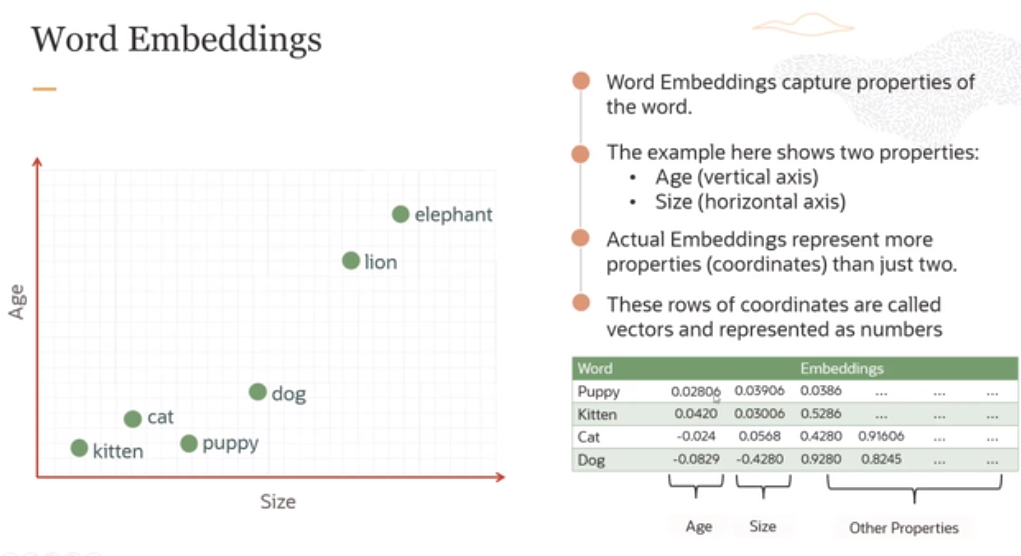 Word Embeddings
Word Embeddings capture properties of
the word.
The example here shows two properties:
• Age (vertical axis)
• Size (horizontal axis)
Actual Embeddings represent more
properties (coordinates) than just two.
These rows of coordinates are called
vectors and represented as numbers
elephant
lion
dog
cat
puppy
kitten
Age
Size
Word Embeddings
Puppy 0.02806 0.03906 0.0386 ... ... ...
Kitten 0.0420 0.03006 0.5286 ... ... ...
Cat -0.024 0.0568 0.4280 0.91606 ... ...
Dog -0.0829 -0.4280 0.9280 0.8245 ... ...
Age Size Other Properties